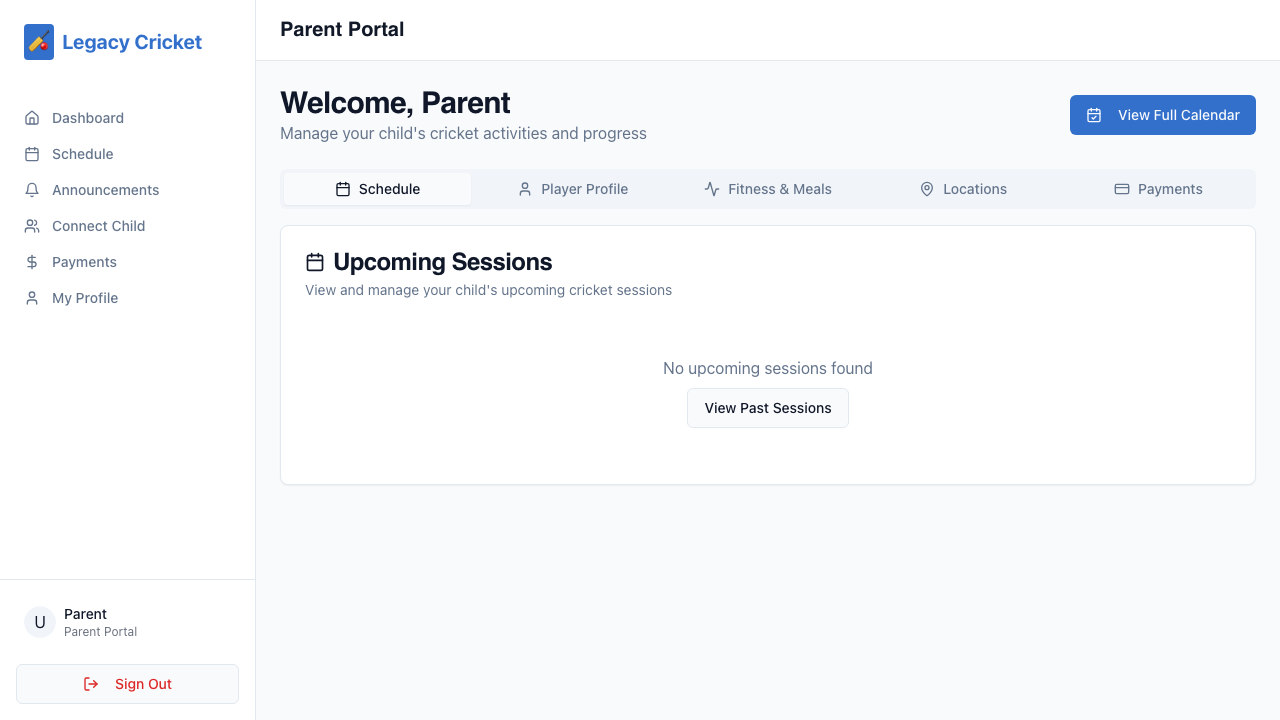 Legacy Cricket
Dashboard
Schedule
Announcements
Connect Child
Payments
My Profile
U
Parent
Parent Portal
Sign Out
Parent Portal
Welcome, Parent
Manage your child's cricket activities and progress
View Full Calendar
Schedule
Player Profile
Fitness & Meals
Locations
Payments
Upcoming Sessions
View and manage your child's upcoming cricket sessions
No upcoming sessions found
View Past Sessions